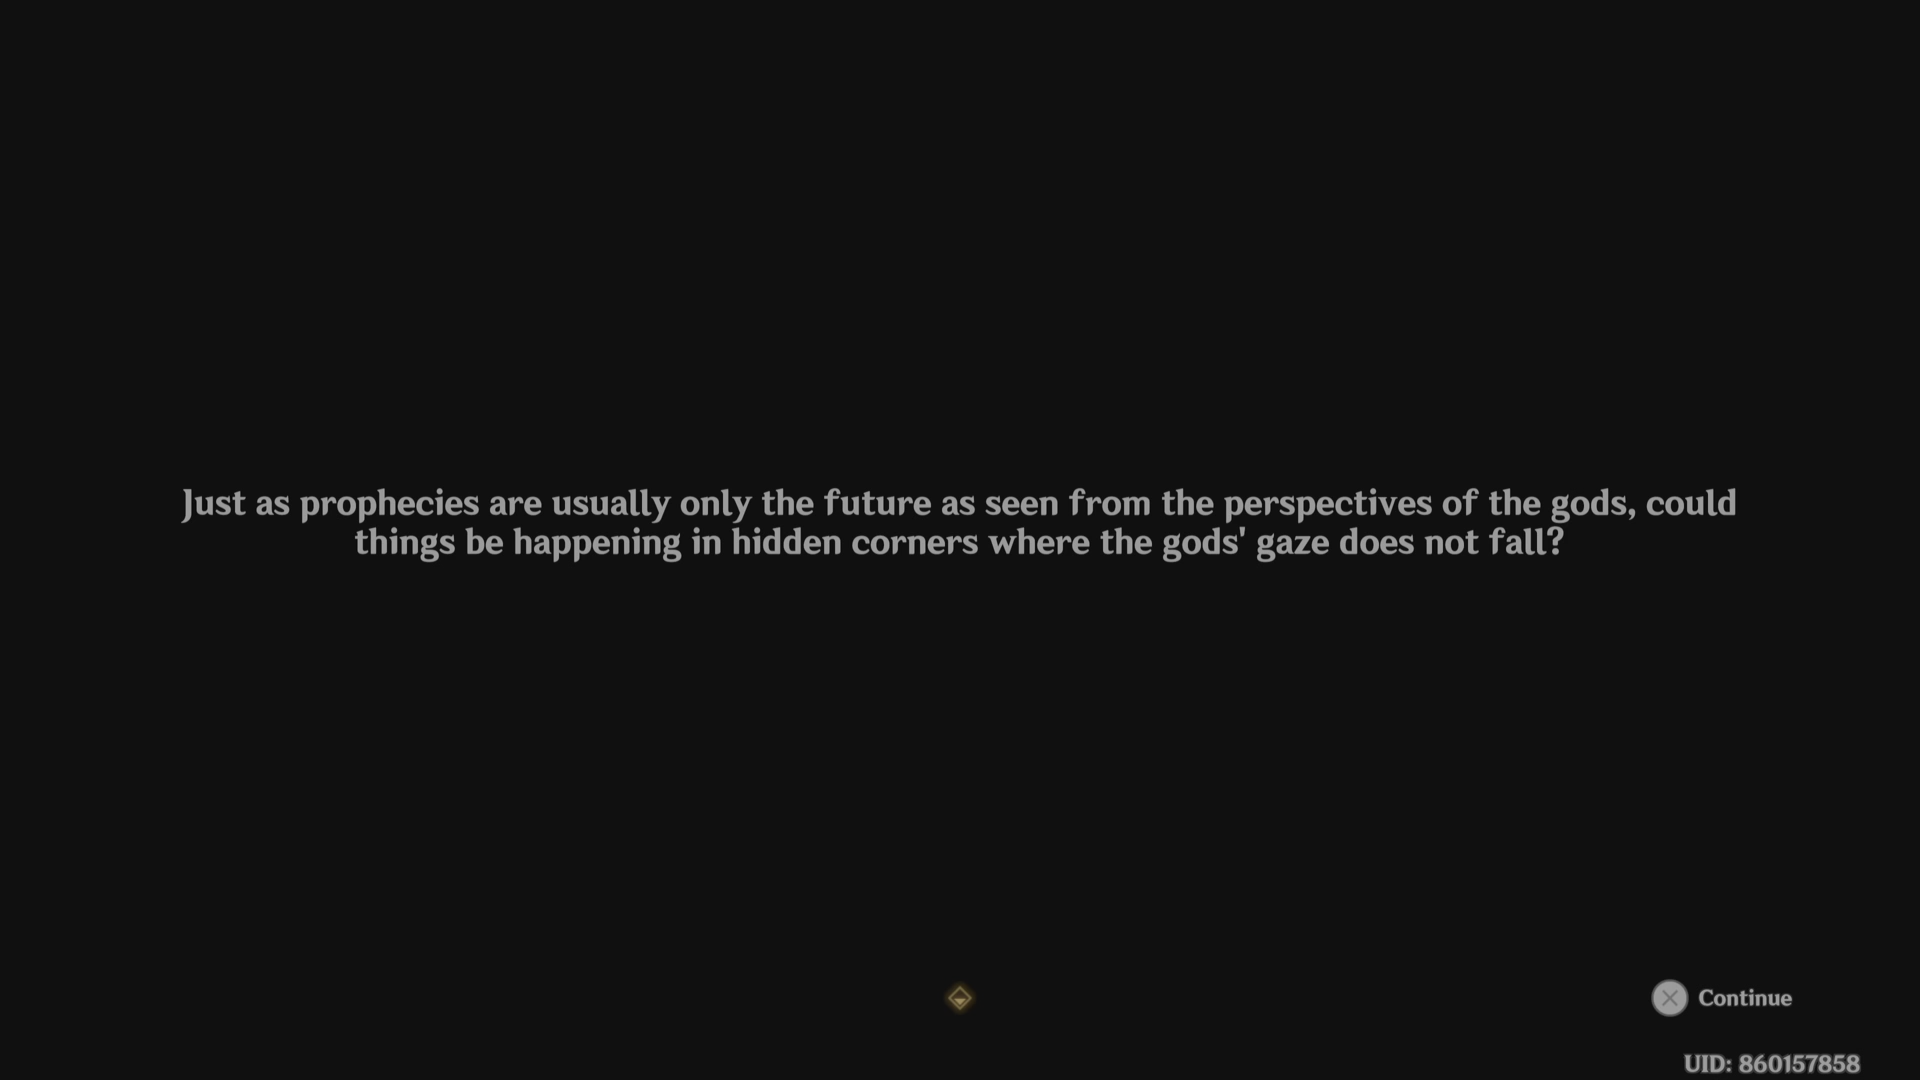 Just as prophecies are usually only the future as seen from the perspectives of the gods, could
things be happening in hidden corners where the gods' gaze does not fall?
Continue
UID: 860157858